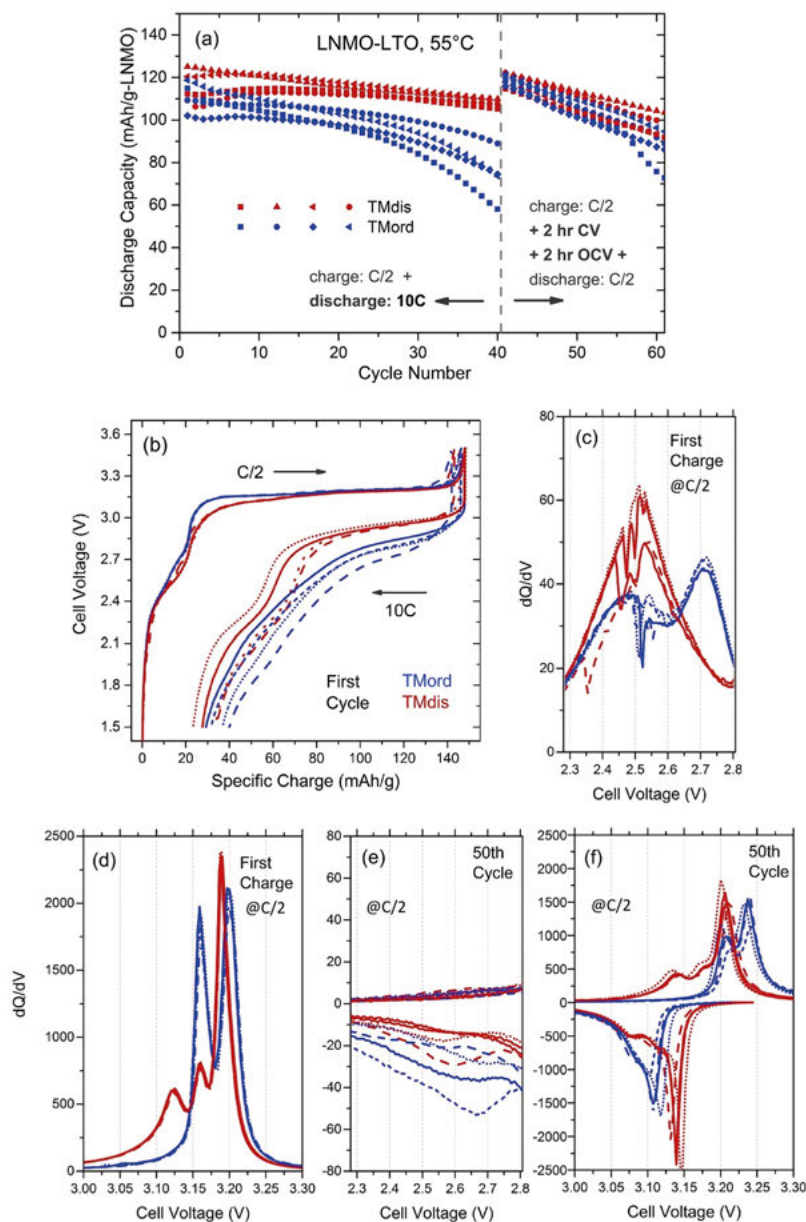 (a) LNMO-LTO, 55°C
Discharge Capacity (mAh/g-LNMO)
140
120
100
80
60
40
20
0
TMdis
TMord
charge: C/2 +
discharge: 10C
charge: C/2
+ 2 hr CV
+ 2 hr OCV +
discharge: C/2
0 10 20 30 40 50 60
Cycle Number
(b)
Cell Voltage (V)
3.6
3.3
3.0
2.7
2.4
2.1
1.8
1.5
C/2
10C
First
Cycle
TMord
TMdis
0 20 40 60 80 100 120 140
Specific Charge (mAh/g)
(c)
First
Charge
@C/2
dQ/dV
80
60
40
20
0
2.3 2.4 2.5 2.6 2.7 2.8
Cell Voltage (V)
(d)
First
Charge
@C/2
dQ/dV
2500
2000
1500
1000
500
0
3.00 3.05 3.10 3.15 3.20 3.25 3.30
Cell Voltage (V)
(e)
50th
Cycle
@C/2
80
60
40
20
0
-20
-40
-60
-80
2.3 2.4 2.5 2.6 2.7 2.8
Cell Voltage (V)
(f)
50th
Cycle
@C/2
2500
2000
1500
1000
500
0
-500
-1000
-1500
-2000
-2500
3.00 3.05 3.10 3.15 3.20 3.25 3.30
Cell Voltage (V)